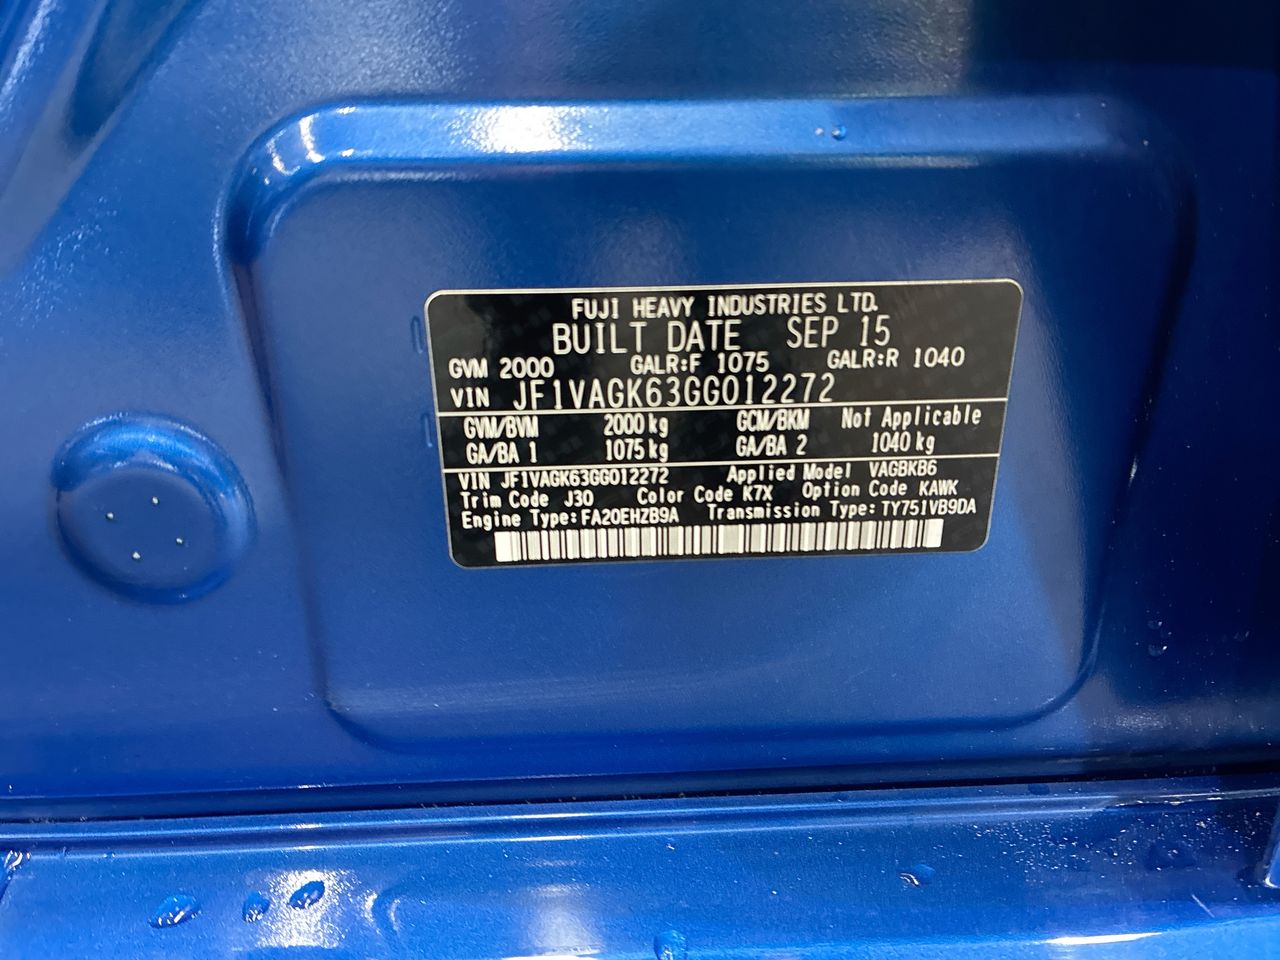 FUJI HEAVY INDUSTRIES LTD.
BUILT DATE SEP 15
GVM 2000 GALR:F 1075 GALR:R 1040
VIN JF1VAGK63GG012272
GVM/BVM 2000 kg GCM/BKM Not Applicable
GA/BA 1 1075 kg GA/BA 2 1040 kg
VIN JF1VAGK63GG012272 Applied Model VAGBKB6
Trim Code J30 Color Code K7X Option Code KAWK
Engine Type:FA20EHZB9A Transmission Type:TY751VB9DA